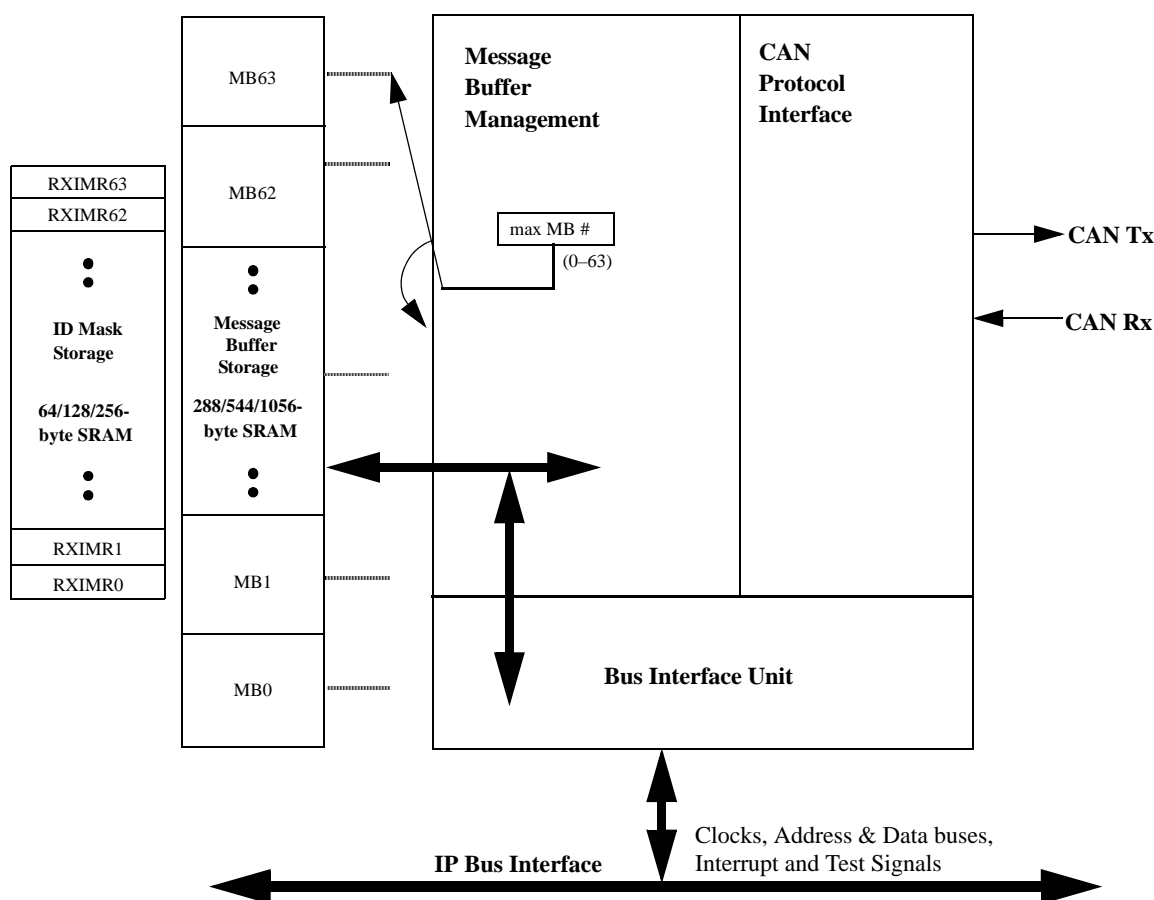 MB63
MB62
Message
Buffer
Storage
288/544/1056-
byte SRAM
MB1
MB0
RXIMR63
RXIMR62
ID Mask
Storage
64/128/256-
byte SRAM
RXIMR1
RXIMR0
Message
Buffer
Management
max MB #
(0–63)
CAN
Protocol
Interface
CAN Tx
CAN Rx
Bus Interface Unit
Clocks, Address & Data buses,
Interrupt and Test Signals
IP Bus Interface